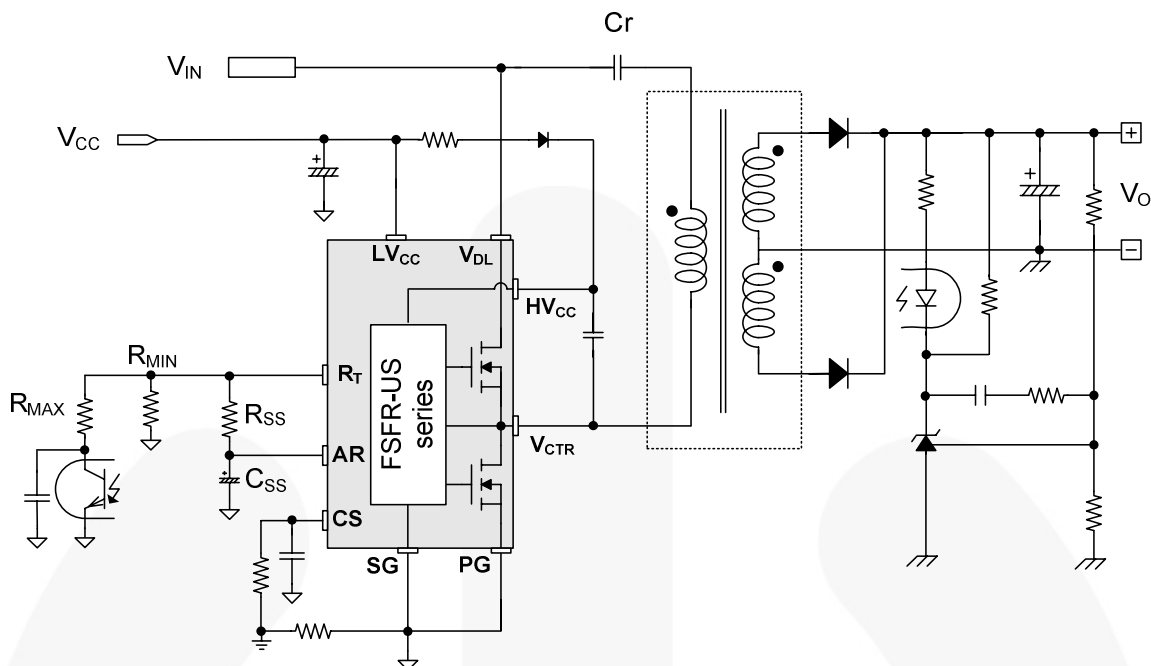 Cr
V_IN
V_CC
+
+
+
V_O
−
LV_CC
V_DL
HV_CC
R_MIN
R_T
R_MAX
R_SS
FSFR-US
series
V_CTR
AR
+
C_SS
CS
SG
PG